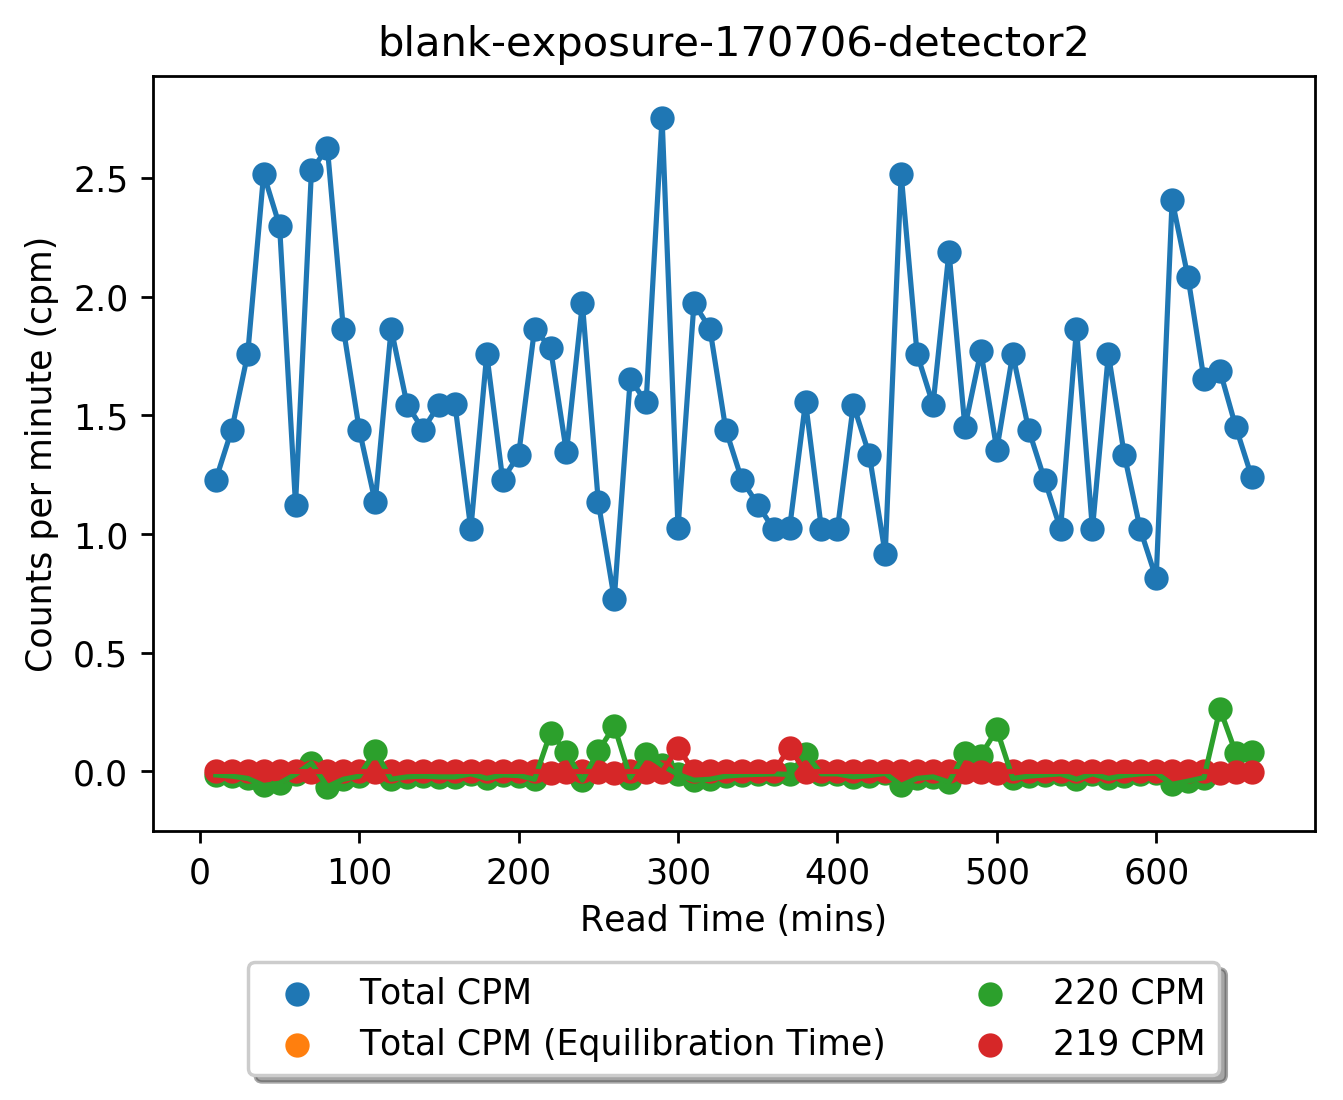 blank-exposure-170706-detector2
Counts per minute (cpm)
2.5
2.0
1.5
1.0
0.5
0.0
0 100 200 300 400 500 600
Read Time (mins)
Total CPM
Total CPM (Equilibration Time)
220 CPM
219 CPM